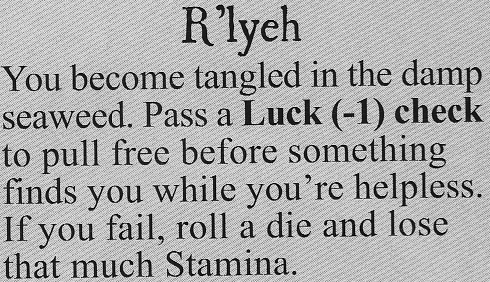 R'lyeh
You become tangled in the damp
seaweed. Pass a Luck (-1) check
to pull free before something
finds you while you're helpless.
If you fail, roll a die and lose
that much Stamina.